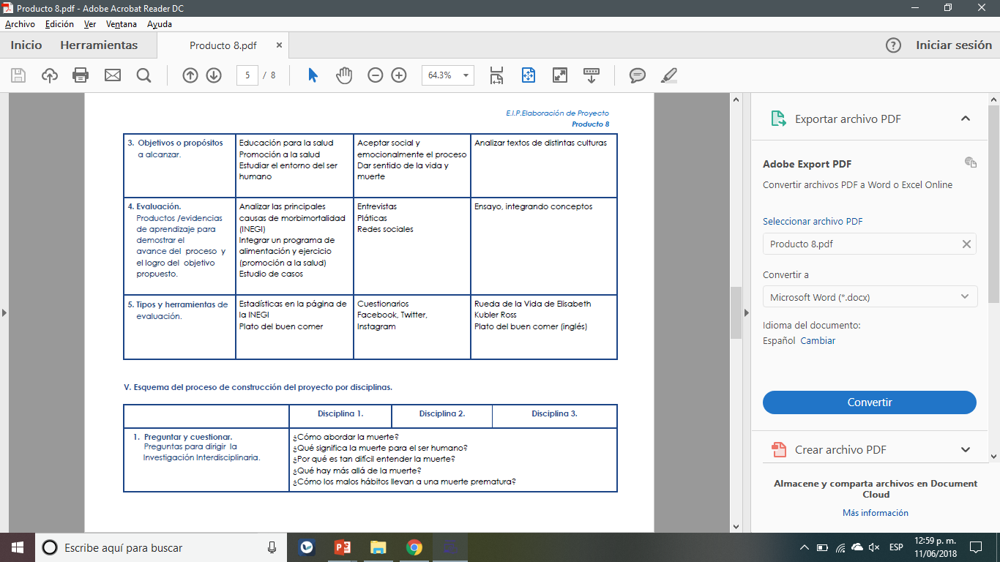 Producto 8.pdf - Adobe Acrobat Reader DC
Archivo Edición Ver Ventana Ayuda
Inicio Herramientas Producto 8.pdf × Iniciar sesión
5 / 8 64.3%
E.I.P.Elaboración de Proyecto
Producto 8
3. Objetivos o propósitos
a alcanzar.
Educación para la salud
Promoción a la salud
Estudiar el entorno del ser
humano
Aceptar social y
emocionalmente el proceso
Dar sentido de la vida y
muerte
Analizar textos de distintas culturas
4. Evaluación.
Productos /evidencias
de aprendizaje para
demostrar el
avance del proceso y
el logro del objetivo
propuesto.
Analizar las principales
causas de morbimortalidad
(INEGI)
Integrar un programa de
alimentación y ejercicio
(promoción a la salud)
Estudio de casos
Entrevistas
Pláticas
Redes sociales
Ensayo, integrando conceptos
5. Tipos y herramientas de
evaluación.
Estadísticas en la página de
la INEGI
Plato del buen comer
Cuestionarios
Facebook, Twitter,
Instagram
Rueda de la Vida de Elisabeth
Kubler Ross
Plato del buen comer (inglés)
V. Esquema del proceso de construcción del proyecto por disciplinas.
Disciplina 1. Disciplina 2. Disciplina 3.
1. Preguntar y cuestionar.
Preguntas para dirigir la
Investigación Interdisciplinaria.
¿Cómo abordar la muerte?
¿Qué significa la muerte para el ser humano?
¿Por qué es tan difícil entender la muerte?
¿Qué hay más allá de la muerte?
¿Cómo los malos hábitos llevan a una muerte prematura?
Exportar archivo PDF
Adobe Export PDF
Convertir archivos PDF a Word o Excel Online
Seleccionar archivo PDF
Producto 8.pdf
Convertir a
Microsoft Word (*.docx)
Idioma del documento:
Español Cambiar
Convertir
Crear archivo PDF
Almacene y comparta archivos en Document
Cloud
Más información
Escribe aquí para buscar
ESP
12:59 p. m.
11/06/2018